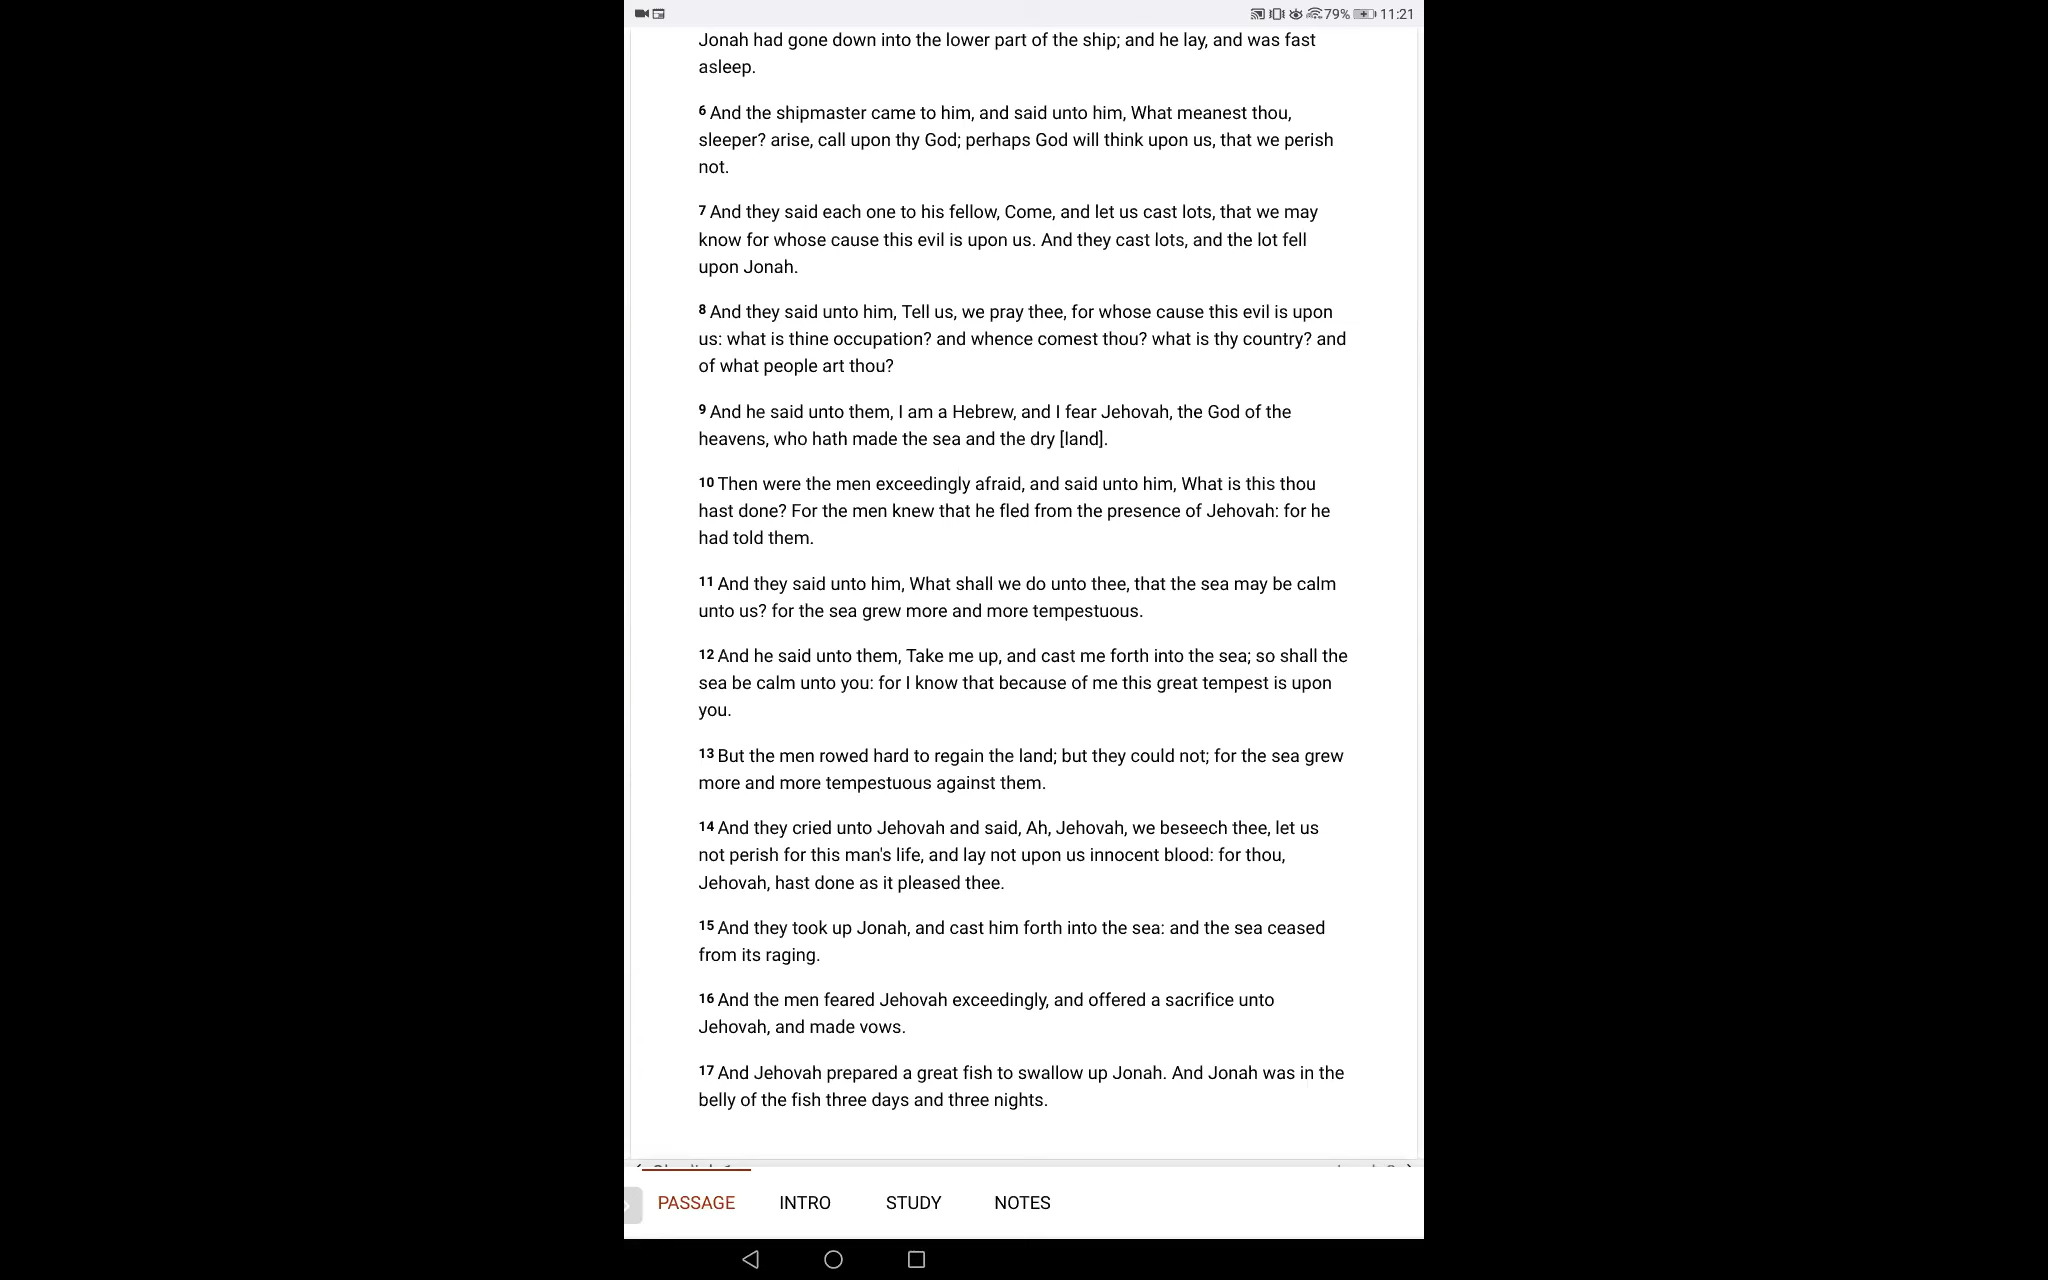 79% 11:21
Jonah had gone down into the lower part of the ship; and he lay, and was fast
asleep.
6 And the shipmaster came to him, and said unto him, What meanest thou,
sleeper? arise, call upon thy God; perhaps God will think upon us, that we perish
not.
7 And they said each one to his fellow, Come, and let us cast lots, that we may
know for whose cause this evil is upon us. And they cast lots, and the lot fell
upon Jonah.
8 And they said unto him, Tell us, we pray thee, for whose cause this evil is upon
us: what is thine occupation? and whence comest thou? what is thy country? and
of what people art thou?
9 And he said unto them, I am a Hebrew, and I fear Jehovah, the God of the
heavens, who hath made the sea and the dry [land].
10 Then were the men exceedingly afraid, and said unto him, What is this thou
hast done? For the men knew that he fled from the presence of Jehovah: for he
had told them.
11 And they said unto him, What shall we do unto thee, that the sea may be calm
unto us? for the sea grew more and more tempestuous.
12 And he said unto them, Take me up, and cast me forth into the sea; so shall the
sea be calm unto you: for I know that because of me this great tempest is upon
you.
13 But the men rowed hard to regain the land; but they could not; for the sea grew
more and more tempestuous against them.
14 And they cried unto Jehovah and said, Ah, Jehovah, we beseech thee, let us
not perish for this man's life, and lay not upon us innocent blood: for thou,
Jehovah, hast done as it pleased thee.
15 And they took up Jonah, and cast him forth into the sea: and the sea ceased
from its raging.
16 And the men feared Jehovah exceedingly, and offered a sacrifice unto
Jehovah, and made vows.
17 And Jehovah prepared a great fish to swallow up Jonah. And Jonah was in the
belly of the fish three days and three nights.
PASSAGE INTRO STUDY NOTES